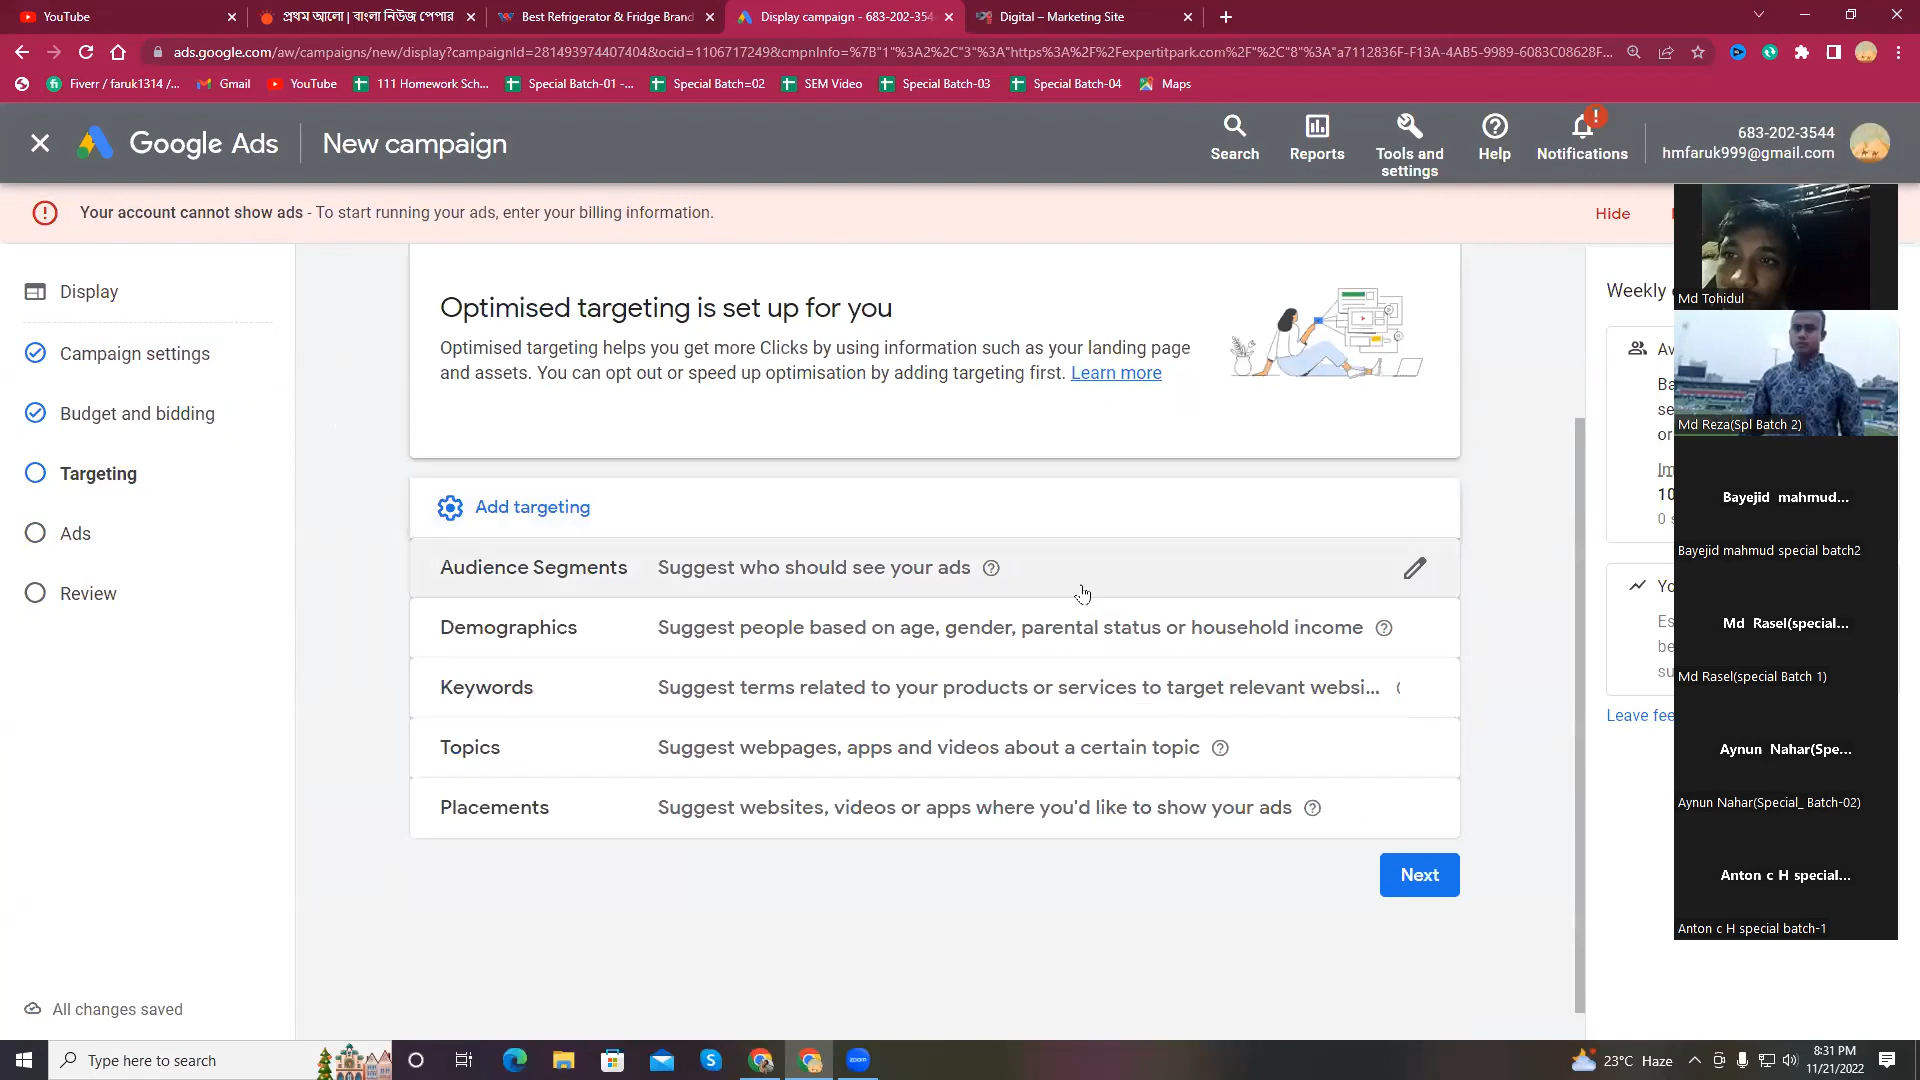 YouTube
প্রথম আলো | বাংলা নিউজ পেপার
Best Refrigerator & Fridge Brand
Display campaign - 683-202-354
Digital – Marketing Site
ads.google.com/aw/campaigns/new/display?campaignId=281493974407404&ocid=1106717249&cmpnInfo=%7B"1"%3A2%2C"3"%3A"https%3A%2F%2Fexpertitpark.com%2F"%2C"8"%3A"a7112836F-F13A-4AB5-9989-6083C08628F...
Fiverr / faruk1314 /...
Gmail
YouTube
111 Homework Sch...
Special Batch-01 -...
Special Batch=02
SEM Video
Special Batch-03
Special Batch-04
Maps
Google Ads
New campaign
Search
Reports
Tools and
settings
Help
Notifications
683-202-3544
hmfaruk999@gmail.com
Your account cannot show ads - To start running your ads, enter your billing information.
Hide
Display
Campaign settings
Budget and bidding
Targeting
Ads
Review
All changes saved
Optimised targeting is set up for you
Optimised targeting helps you get more Clicks by using information such as your landing page
and assets. You can opt out or speed up optimisation by adding targeting first. Learn more
Add targeting
Audience Segments
Suggest who should see your ads
Demographics
Suggest people based on age, gender, parental status or household income
Keywords
Suggest terms related to your products or services to target relevant websi...
Topics
Suggest webpages, apps and videos about a certain topic
Placements
Suggest websites, videos or apps where you'd like to show your ads
Next
Weekly
Av
Ba
se
or
Im
10
0 s
Yo
Es
be
su
Leave fee
Md Tohidul
Md Reza(Spl Batch 2)
Bayejid mahmud...
Bayejid mahmud special batch2
Md Rasel(special...
Md Rasel(special Batch 1)
Aynun Nahar(Spe...
Aynun Nahar(Special_ Batch-02)
Anton c H special...
Anton c H special batch-1
Type here to search
zoom
23°C Haze
8:31 PM
11/21/2022